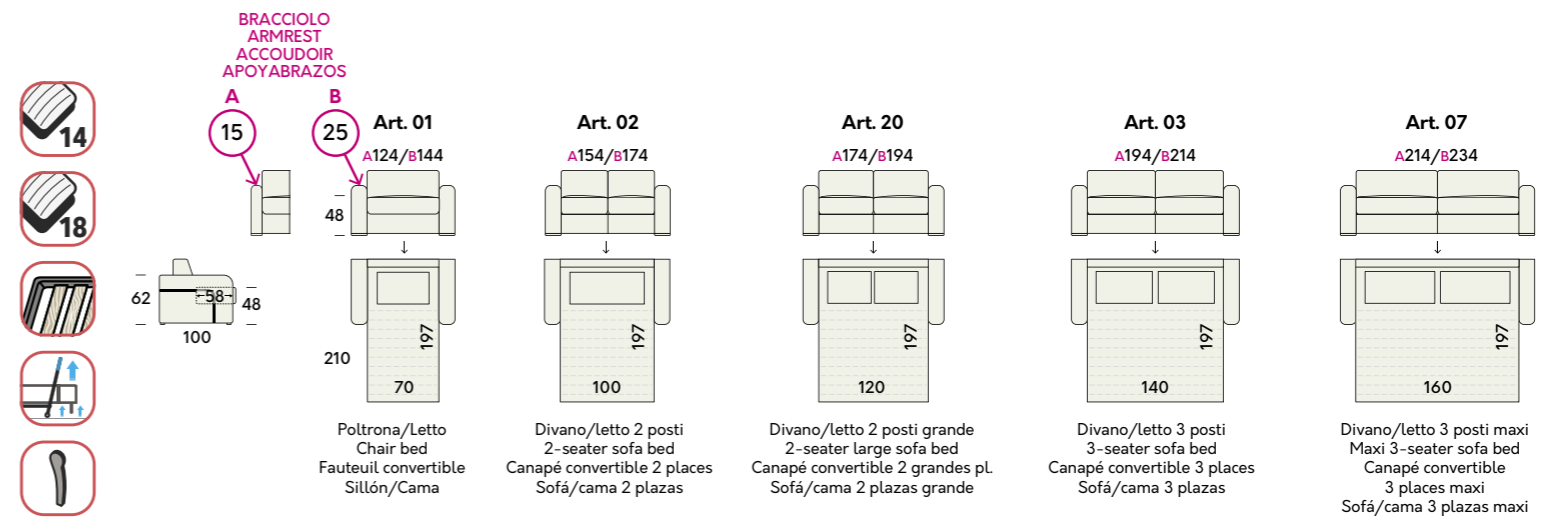 BRACCIOLO
ARMREST
ACCOUDOIR
APOYABRAZOS
A
B
15
25
14
18
62
58
48
100
48
210
Art. 01
A124/B144
197
70
Poltrona/Letto
Chair bed
Fauteuil convertible
Sillón/Cama
Art. 02
A154/B174
197
100
Divano/letto 2 posti
2-seater sofa bed
Canapé convertible 2 places
Sofá/cama 2 plazas
Art. 20
A174/B194
197
120
Divano/letto 2 posti grande
2-seater large sofa bed
Canapé convertible 2 grandes pl.
Sofá/cama 2 plazas grande
Art. 03
A194/B214
197
140
Divano/letto 3 posti
3-seater sofa bed
Canapé convertible 3 places
Sofá/cama 3 plazas
Art. 07
A214/B234
197
160
Divano/letto 3 posti maxi
Maxi 3-seater sofa bed
Canapé convertible
3 places maxi
Sofá/cama 3 plazas maxi